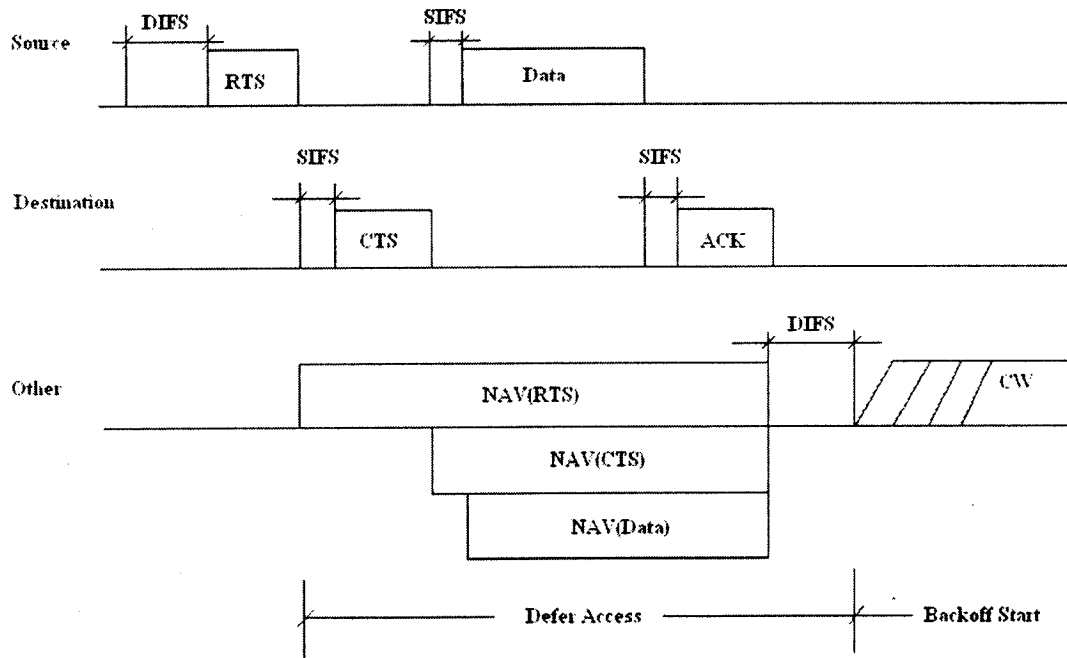 DIFS
SIFS
Source
RTS
Data
SIFS
SIFS
Destination
CTS
ACK
DIFS
Other
NAV(RTS)
CW
NAV(CTS)
NAV(Data)
Defer Access
Backoff Start